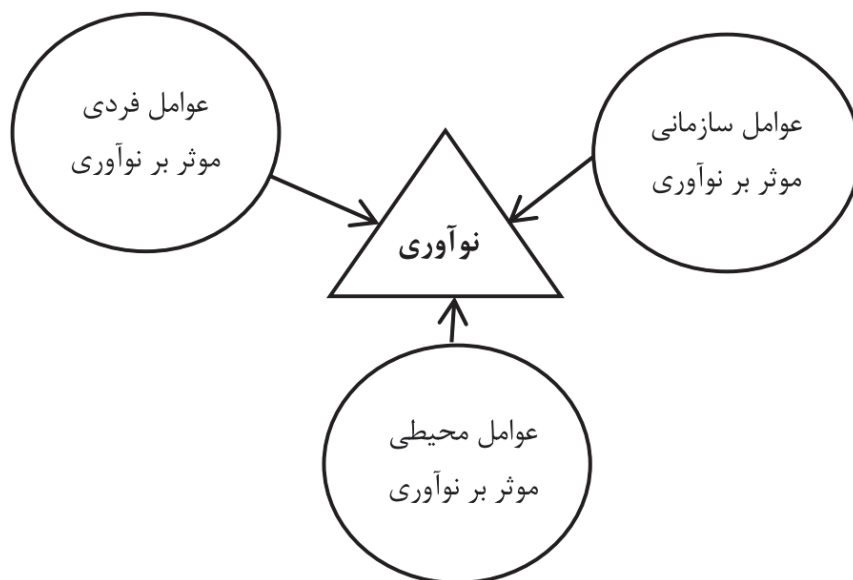 عوامل سازمانی
موثر بر نوآوری
عوامل فردی
موثر بر نوآوری
نوآوری
عوامل محیطی
موثر بر نوآوری